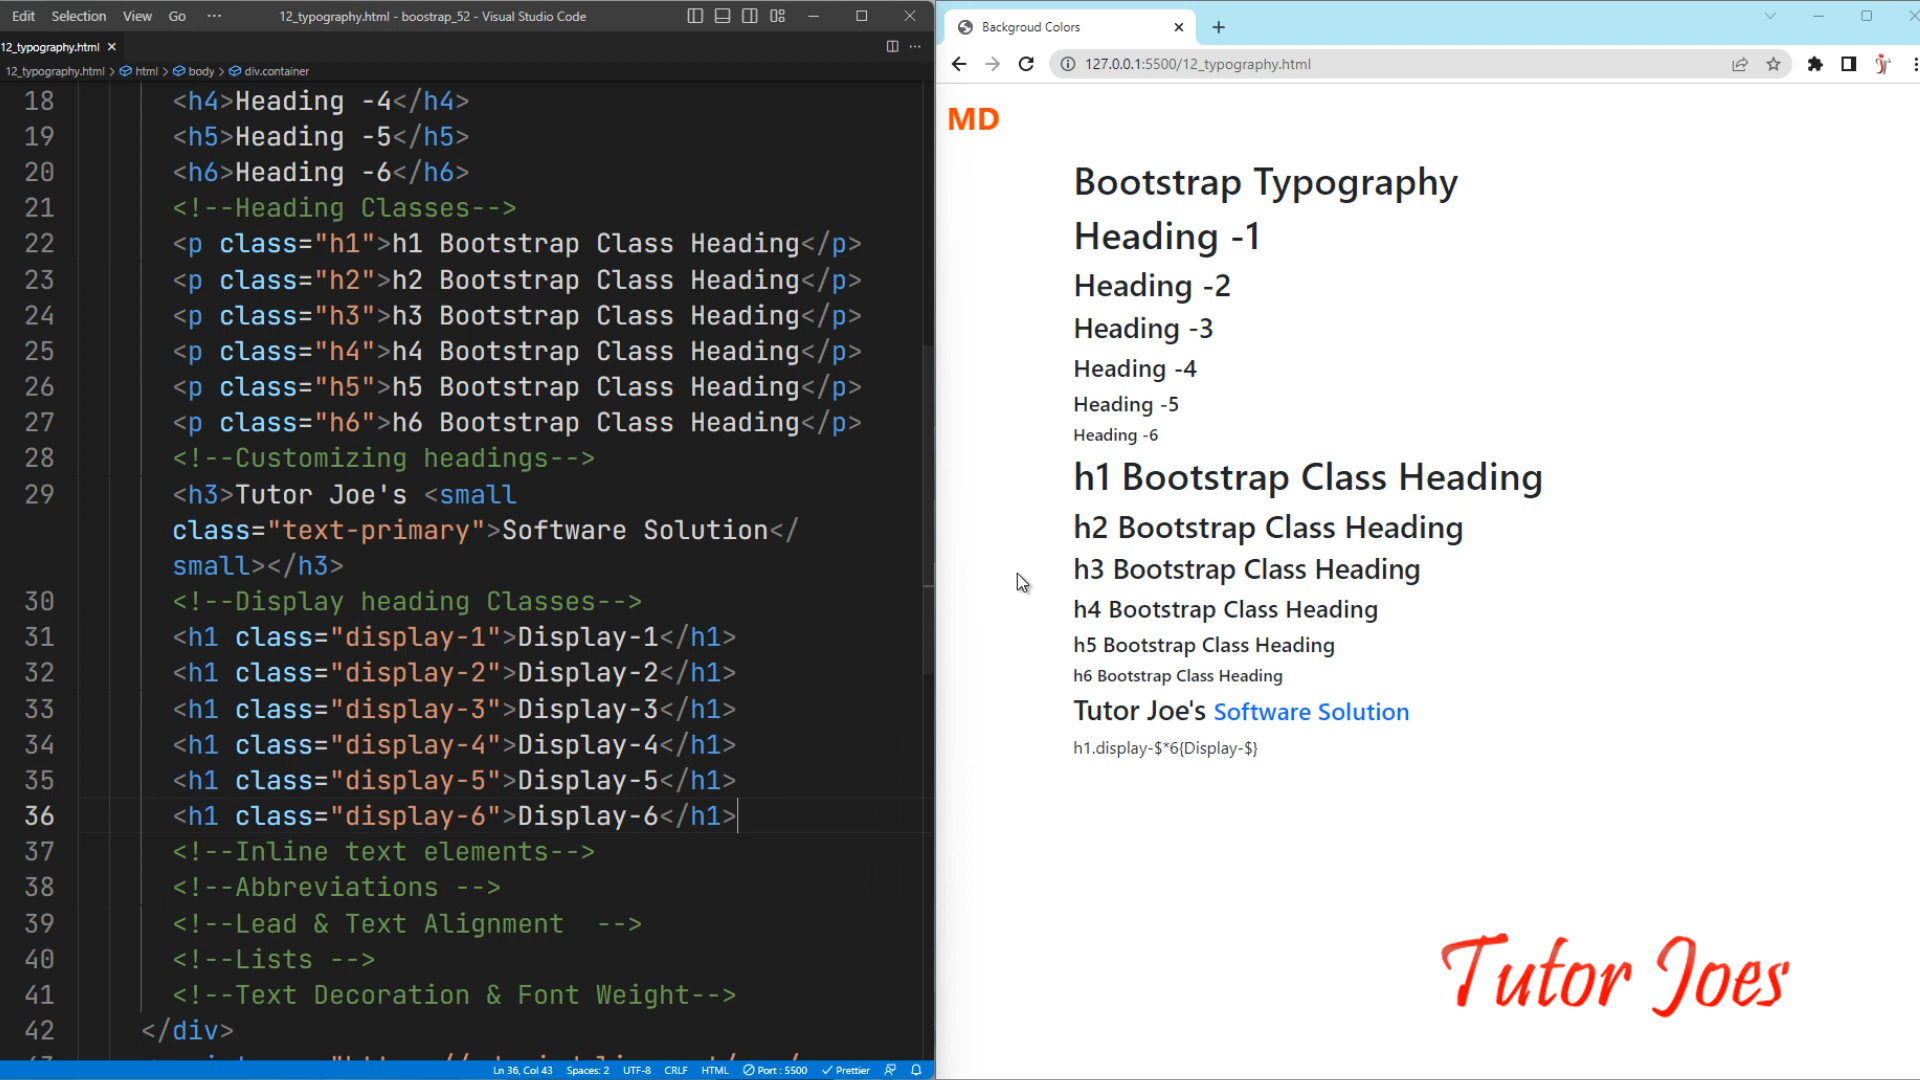 Edit Selection View Go ··· 12_typography.html - boostrap_52 - Visual Studio Code
12_typography.html
12_typography.html > html > body > div.container
18 <h4>Heading -4</h4>
19 <h5>Heading -5</h5>
20 <h6>Heading -6</h6>
21 <!--Heading Classes-->
22 <p class="h1">h1 Bootstrap Class Heading</p>
23 <p class="h2">h2 Bootstrap Class Heading</p>
24 <p class="h3">h3 Bootstrap Class Heading</p>
25 <p class="h4">h4 Bootstrap Class Heading</p>
26 <p class="h5">h5 Bootstrap Class Heading</p>
27 <p class="h6">h6 Bootstrap Class Heading</p>
28 <!--Customizing headings-->
29 <h3>Tutor Joe's <small
class="text-primary">Software Solution</
small></h3>
30 <!--Display heading Classes-->
31 <h1 class="display-1">Display-1</h1>
32 <h1 class="display-2">Display-2</h1>
33 <h1 class="display-3">Display-3</h1>
34 <h1 class="display-4">Display-4</h1>
35 <h1 class="display-5">Display-5</h1>
36 <h1 class="display-6">Display-6</h1>
37 <!--Inline text elements-->
38 <!--Abbreviations -->
39 <!--Lead & Text Alignment  -->
40 <!--Lists -->
41 <!--Text Decoration & Font Weight-->
42 </div>
Ln 36, Col 43 Spaces: 2 UTF-8 CRLF HTML Port : 5500 Prettier
Backgroud Colors
127.0.0.1:5500/12_typography.html
MD
Bootstrap Typography
Heading -1
Heading -2
Heading -3
Heading -4
Heading -5
Heading -6
h1 Bootstrap Class Heading
h2 Bootstrap Class Heading
h3 Bootstrap Class Heading
h4 Bootstrap Class Heading
h5 Bootstrap Class Heading
h6 Bootstrap Class Heading
Tutor Joe's Software Solution
h1.display-$*6{Display-$}
Tutor Joes